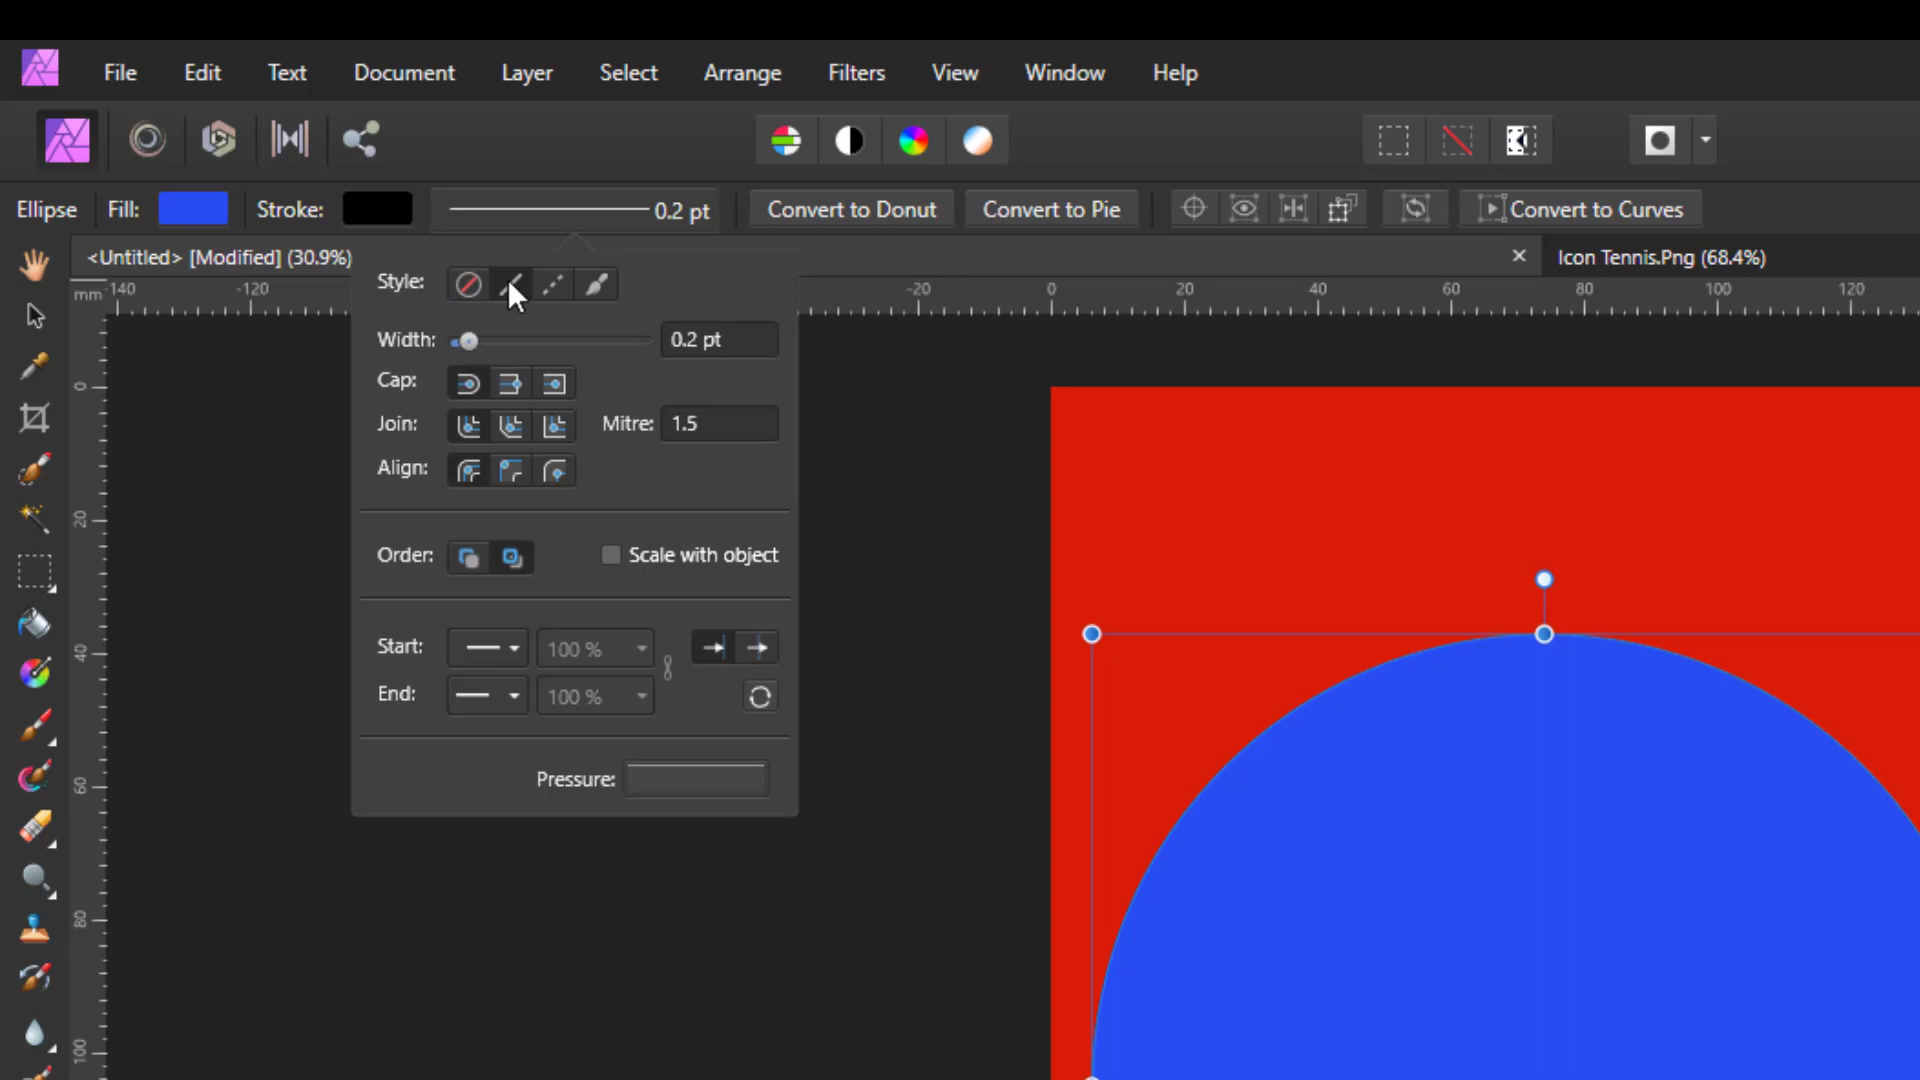 File Edit Text Document Layer Select Arrange Filters View Window Help
Ellipse Fill: Stroke: 0.2 pt Convert to Donut Convert to Pie Convert to Curves
<Untitled> [Modified] (30.9%) Icon Tennis.Png (68.4%)
mm 140 -120 -20 0 20 40 60 80 100 120
Style:
Width: 0.2 pt
Cap:
Join: Mitre: 1.5
Align:
Order: Scale with object
Start: 100 %
End: 100 %
Pressure:
0
20
40
60
80
100